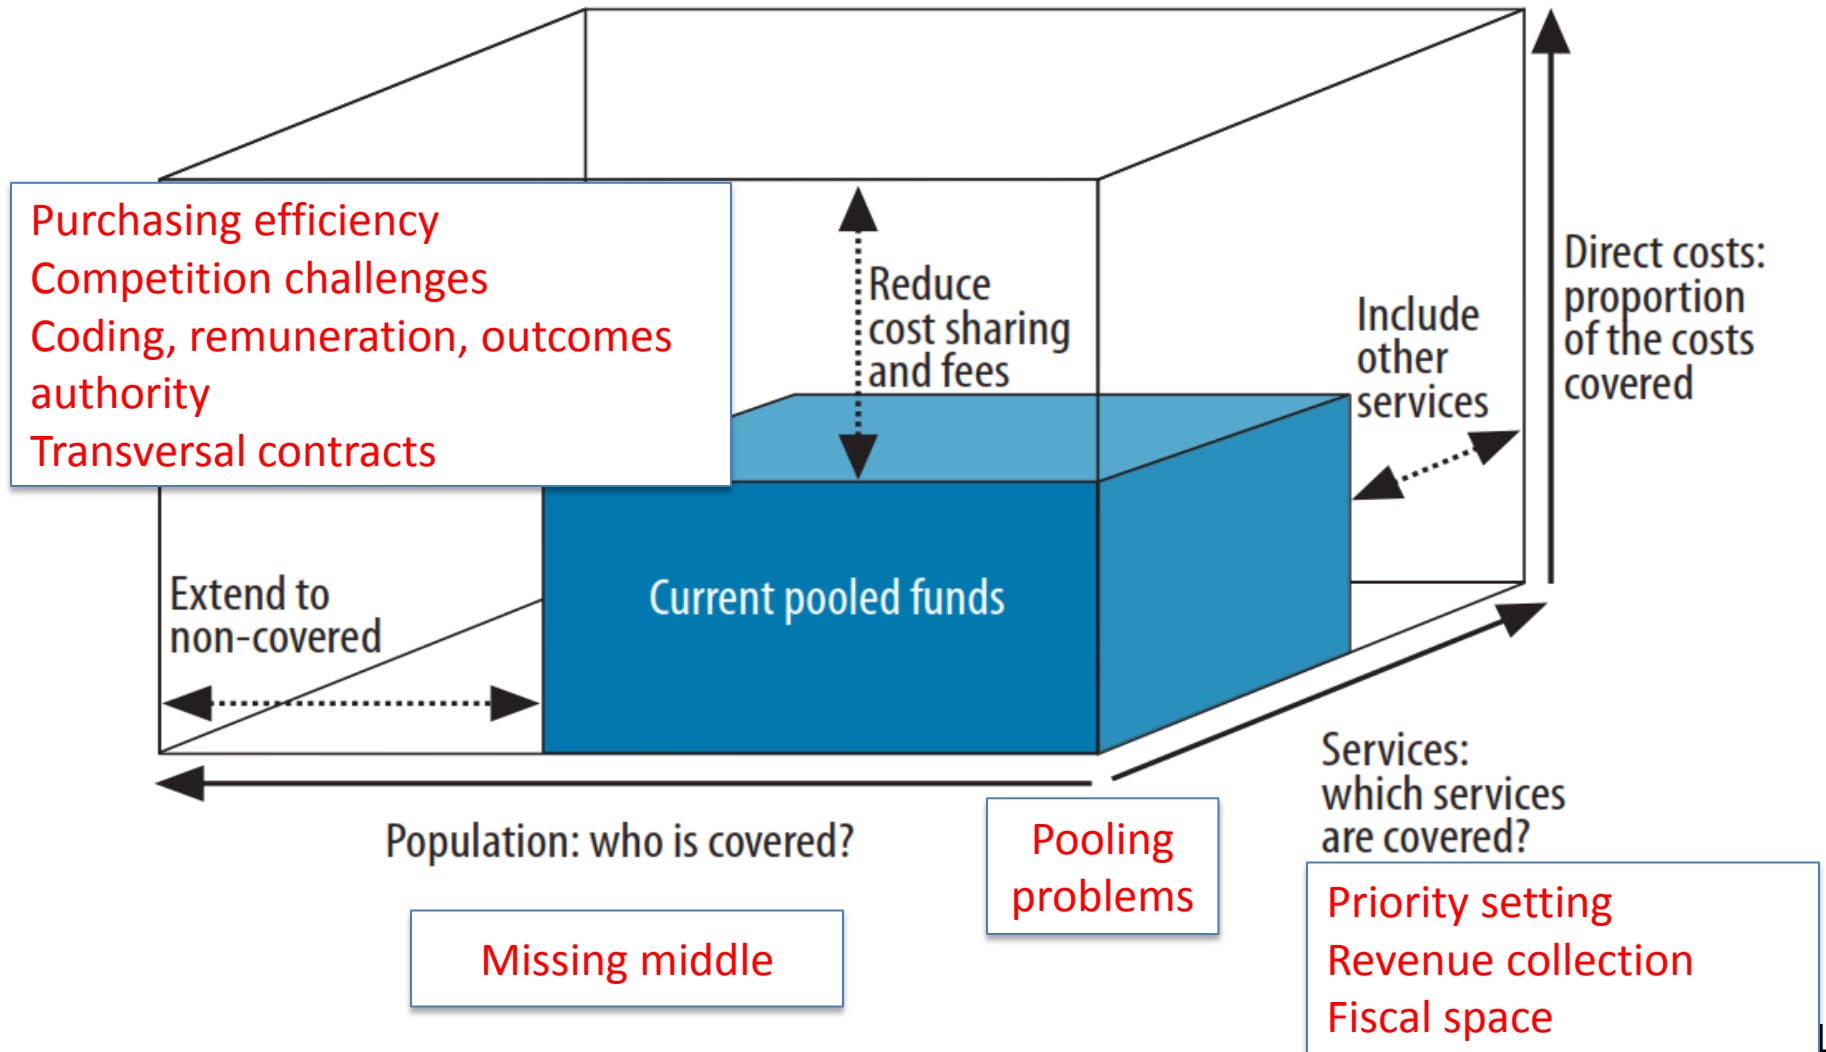 Purchasing efficiency
Competition challenges
Coding, remuneration, outcomes
authority
Transversal contracts
Reduce
cost sharing
and fees
Include
other
services
Direct costs:
proportion
of the costs
covered
Extend to
non-covered
Current pooled funds
Population: who is covered?
Services:
which services
are covered?
Pooling
problems
Missing middle
Priority setting
Revenue collection
Fiscal space